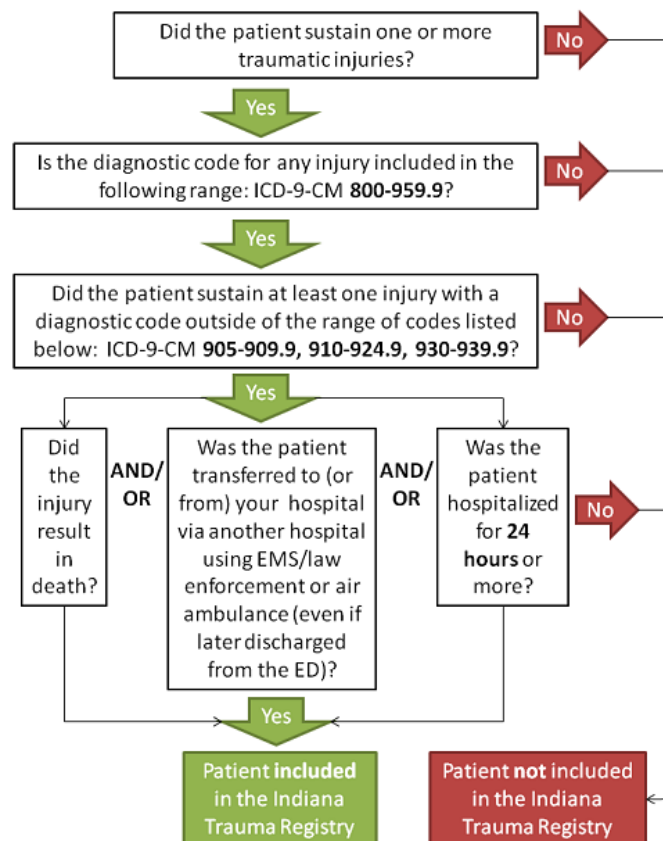 Did the patient sustain one or more
traumatic injuries?
No
Yes
Is the diagnostic code for any injury included in the
following range: ICD-9-CM 800-959.9?
No
Yes
Did the patient sustain at least one injury with a
diagnostic code outside of the range of codes listed
below: ICD-9-CM 905-909.9, 910-924.9, 930-939.9?
No
Yes
Did
the
injury
result
in
death?
AND/
OR
Was the patient
transferred to (or
from) your hospital
via another hospital
using EMS/law
enforcement or air
ambulance (even if
later discharged
from the ED)?
AND/
OR
Was the
patient
hospitalized
for 24
hours or
more?
No
Yes
Patient included
in the Indiana
Trauma Registry
Patient not included
in the Indiana
Trauma Registry